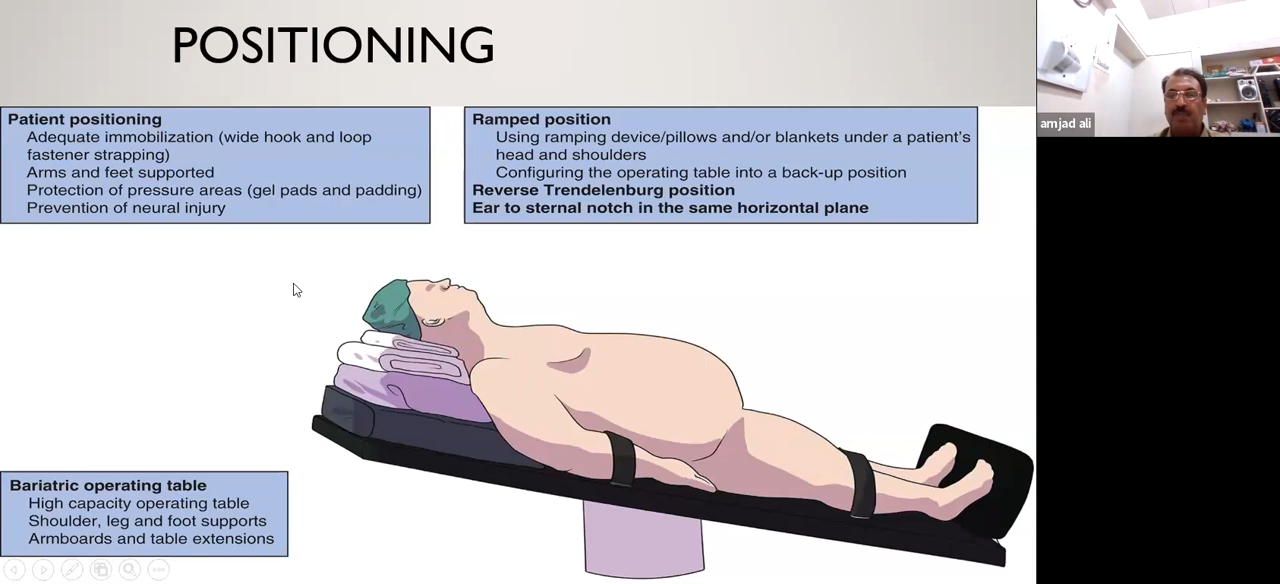 POSITIONING
Patient positioning
Adequate immobilization (wide hook and loop
fastener strapping)
Arms and feet supported
Protection of pressure areas (gel pads and padding)
Prevention of neural injury
Ramped position
Using ramping device/pillows and/or blankets under a patient's
head and shoulders
Configuring the operating table into a back-up position
Reverse Trendelenburg position
Ear to sternal notch in the same horizontal plane
Bariatric operating table
High capacity operating table
Shoulder, leg and foot supports
Armboards and table extensions
amjad ali